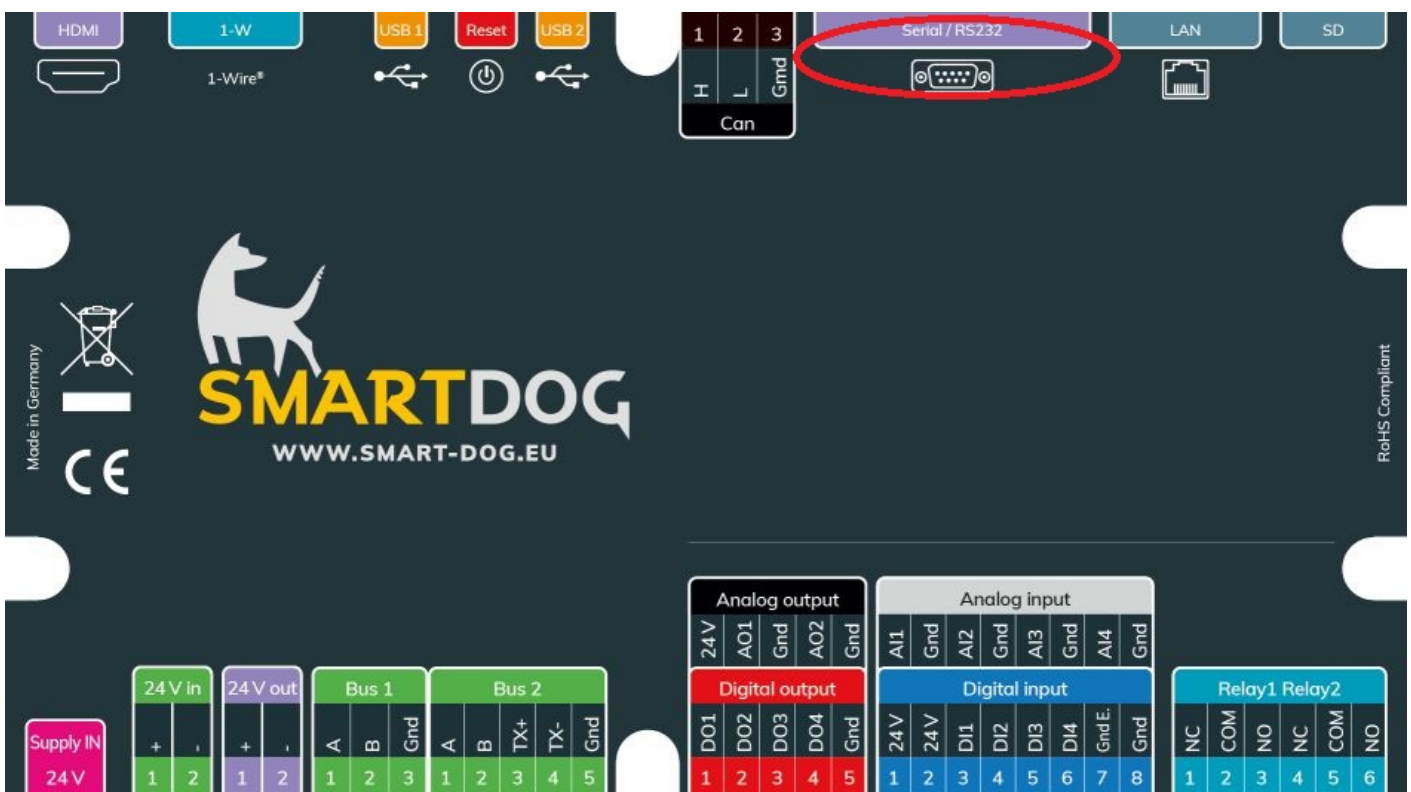 HDMI
1-W
USB 1
Reset
USB 2
1 2 3
Serial / RS232
LAN
SD
1-Wire®
H L Gmd
Can
Made in Germany
CE
SMARTDOG
WWW.SMART-DOG.EU
RoHS Compliant
Analog output
24 V AO1 Gnd AO2 Gnd
Analog input
AI1 Gnd AI2 Gnd AI3 Gnd AI4 Gnd
Supply IN
24 V
24 V in
+ -
1 2
24 V out
+ -
1 2
Bus 1
A B Gnd
1 2 3
Bus 2
A B TX+ TX- Gnd
1 2 3 4 5
Digital output
DO1 DO2 DO3 DO4 Gnd
1 2 3 4 5
Digital input
24 V 24 V DI1 DI2 DI3 DI4 Gnd E. Gnd
1 2 3 4 5 6 7 8
Relay1 Relay2
NC COM NO NC COM NO
1 2 3 4 5 6